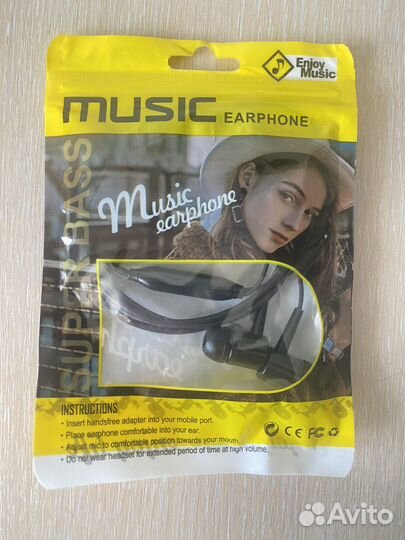 Enjoy
Music
MUSIC EARPHONE
SUPER BASS
Music
earphone
INSTRUCTIONS:
• Insert handsfree adapter into your mobile port.
• Place earphone comfortable into your ear.
• Adjust mic to comfortable position towards your mouth.
• Do not wear headset for extended period of time at high volume.
CE FC
Avito